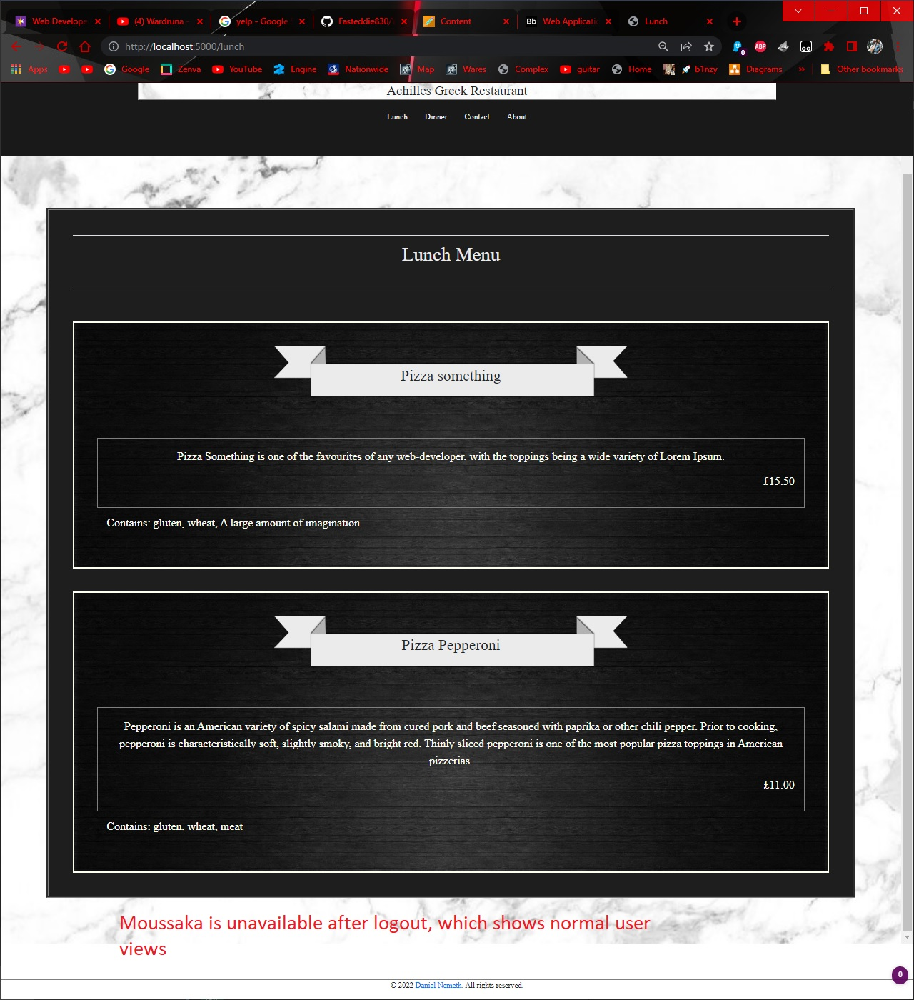 Web Develope
(4) Wardruna
yelp - Google
Fasteddie830/
Content
Bb Web Applicatio
Lunch
http://localhost:5000/lunch
0
ABP
Apps
Google
Zenva
YouTube
Engine
Nationwide
Map
Wares
Complex
guitar
Home
b1nzy
Diagrams
»
Other bookmarks
Achilles Greek Restaurant
Lunch Dinner Contact About
Lunch Menu
Pizza something
Pizza Something is one of the favourites of any web-developer, with the toppings being a wide variety of Lorem Ipsum.
£15.50
Contains: gluten, wheat, A large amount of imagination
Pizza Pepperoni
Pepperoni is an American variety of spicy salami made from cured pork and beef seasoned with paprika or other chili pepper. Prior to cooking,
pepperoni is characteristically soft, slightly smoky, and bright red. Thinly sliced pepperoni is one of the most popular pizza toppings in American
pizzerias.
£11.00
Contains: gluten, wheat, meat
Moussaka is unavailable after logout, which shows normal user
views
0
© 2022 Daniel Nemeth. All rights reserved.